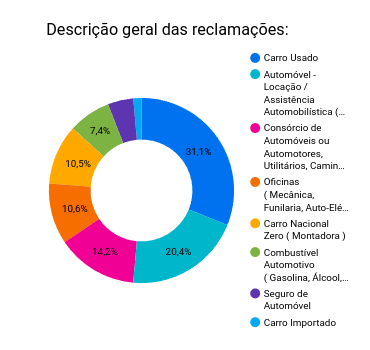 Descrição geral das reclamações:
Carro Usado
Automóvel -
Locação /
Assistência
Automobilística (...
Consórcio de
Automóveis ou
Automotores,
Utilitários, Camin...
Oficinas
( Mecânica,
Funilaria, Auto-Elé...
Carro Nacional
Zero ( Montadora )
Combustível
Automotivo
( Gasolina, Álcool,...
Seguro de
Automóvel
Carro Importado
31,1%
20,4%
14,2%
10,6%
10,5%
7,4%